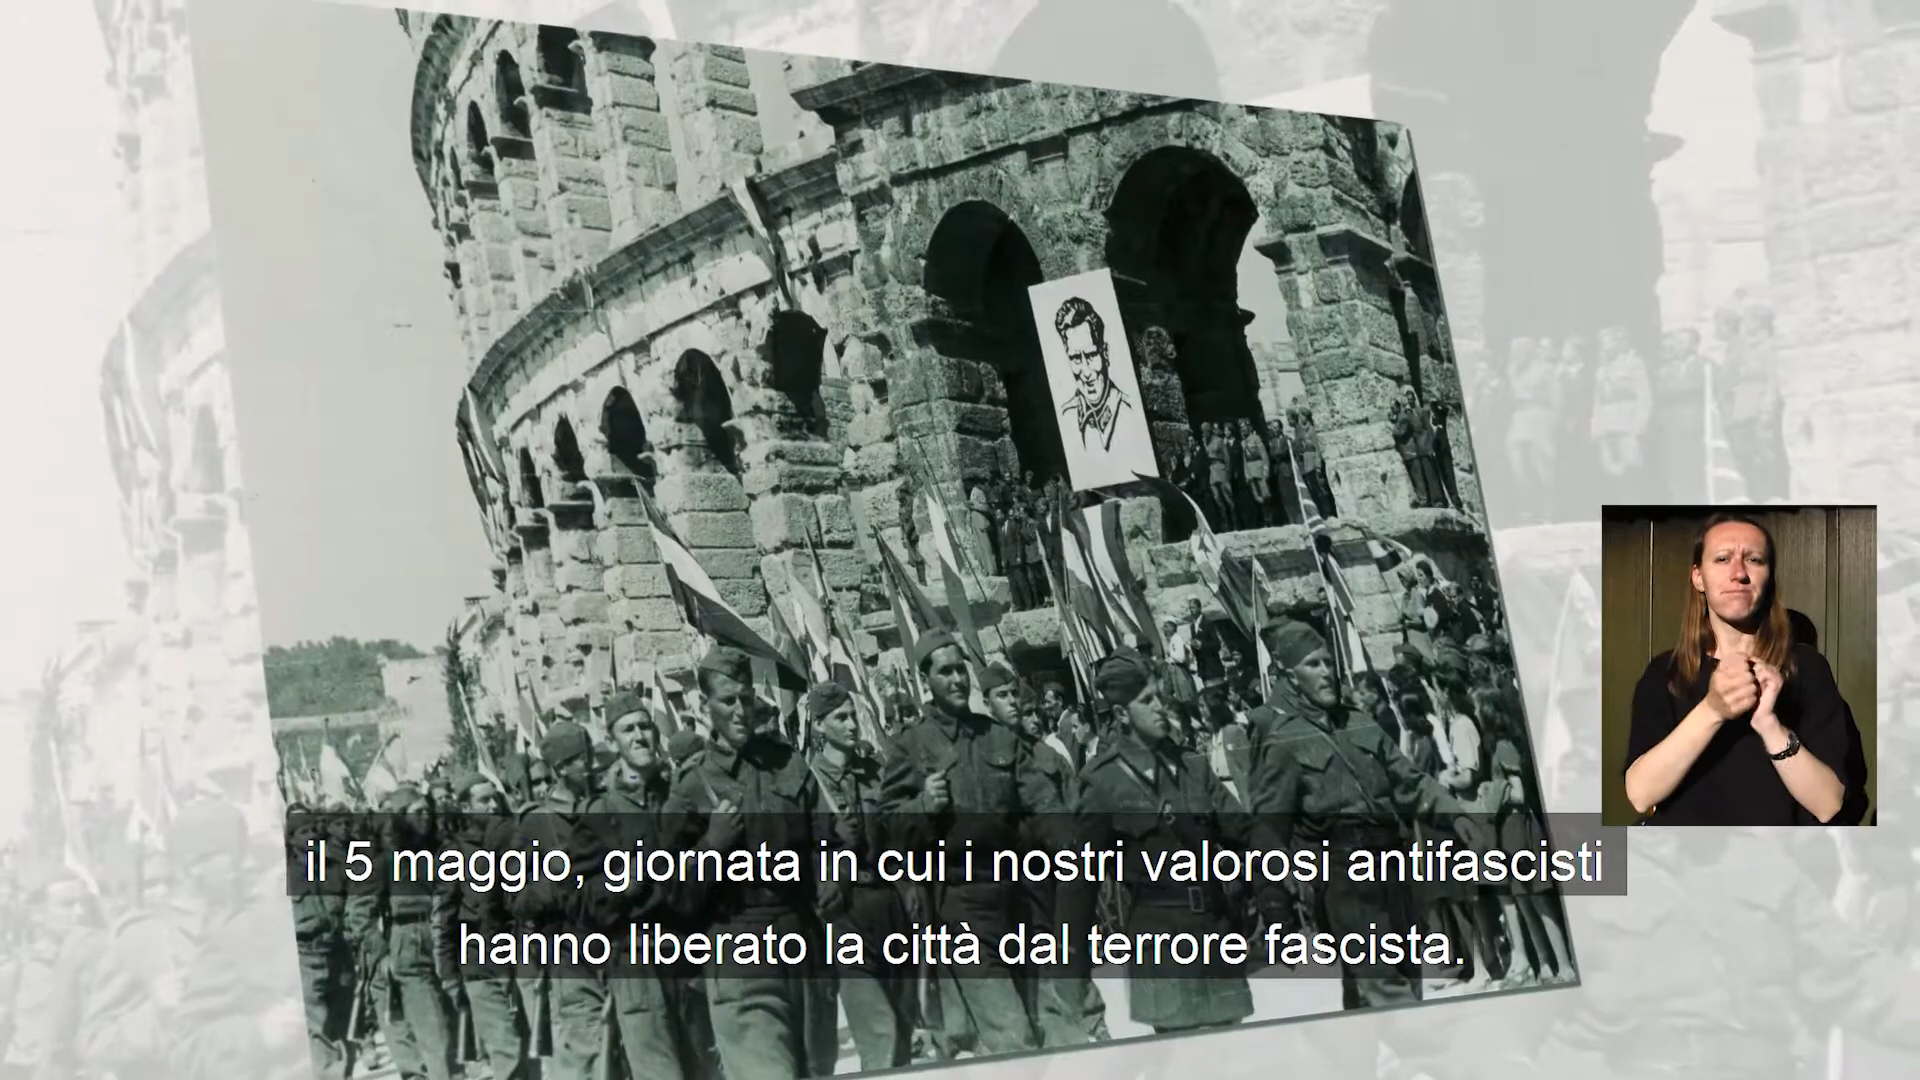 il 5 maggio, giornata in cui i nostri valorosi antifascisti
hanno liberato la città dal terrore fascista.